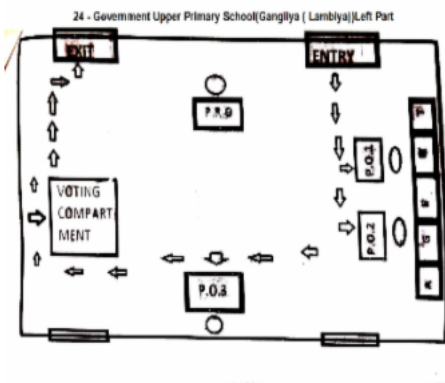 24 - Government Upper Primary School(Gangliya ( Lambiya))Left Part
EXIT
ENTRY
P.R.O
P.O.1
VOTING
COMPART
MENT
P.O.2
P.O.3